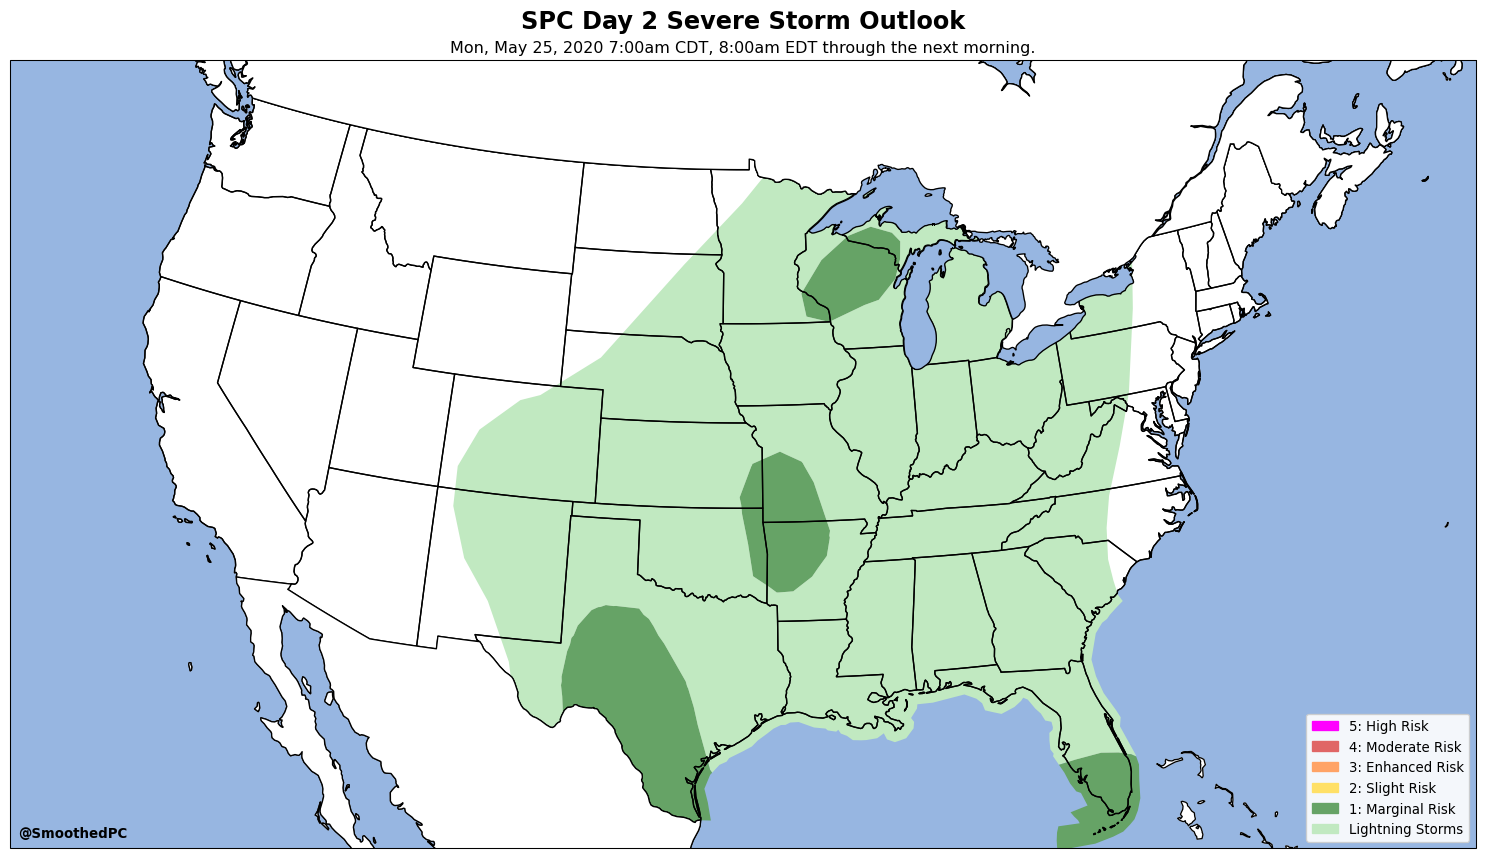 SPC Day 2 Severe Storm Outlook
Mon, May 25, 2020 7:00am CDT, 8:00am EDT through the next morning.
5: High Risk
4: Moderate Risk
3: Enhanced Risk
2: Slight Risk
1: Marginal Risk
Lightning Storms
@SmoothedPC